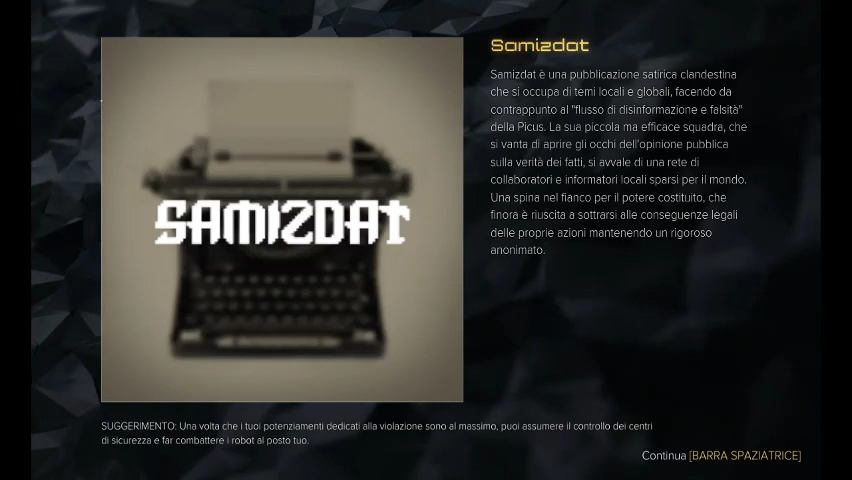 Samizdat
Samizdat è una pubblicazione satirica clandestina
che si occupa di temi locali e globali, facendo da
contrappunto al "flusso di disinformazione e falsità"
della Picus. La sua piccola ma efficace squadra, che
si vanta di aprire gli occhi dell'opinione pubblica
sulla verità dei fatti, si avvale di una rete di
collaboratori e informatori locali sparsi per il mondo.
Una spina nel fianco per il potere costituito, che
finora è riuscita a sottrarsi alle conseguenze legali
delle proprie azioni mantenendo un rigoroso
anonimato.
SAMIZDAT
SUGGERIMENTO: Una volta che i tuoi potenziamenti dedicati alla violazione sono al massimo, puoi assumere il controllo dei centri
di sicurezza e far combattere i robot al posto tuo.
Continua [BARRA SPAZIATRICE]